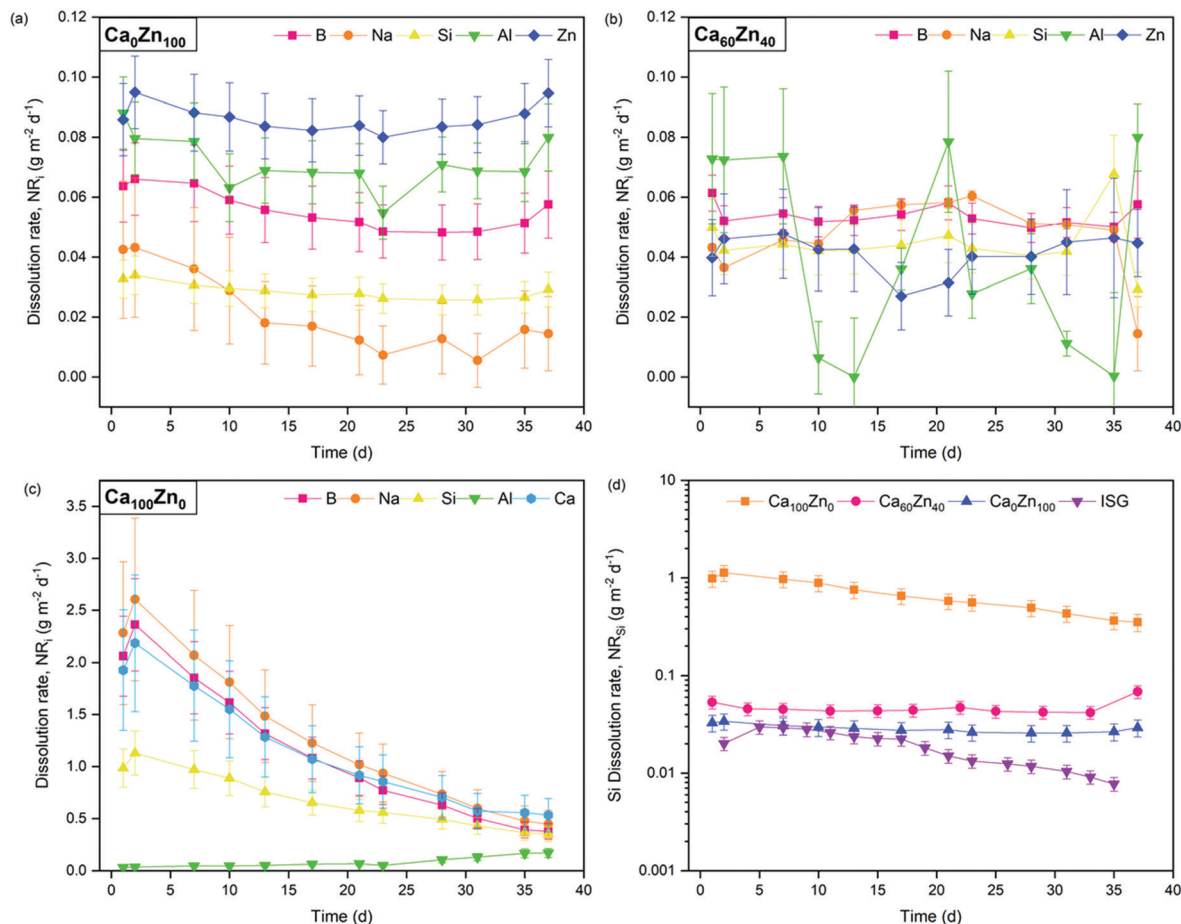 (a)
Ca₀Zn₁₀₀
B Na Si Al Zn
0.12
0.10
0.08
0.06
0.04
0.02
0.00
Dissolution rate, NRᵢ (g m⁻² d⁻¹)
0 5 10 15 20 25 30 35 40
Time (d)
(b)
Ca₆₀Zn₄₀
B Na Si Al Zn
0.12
0.10
0.08
0.06
0.04
0.02
0.00
Dissolution rate, NRᵢ (g m⁻² d⁻¹)
0 5 10 15 20 25 30 35 40
Time (d)
(c)
Ca₁₀₀Zn₀
B Na Si Al Ca
3.5
3.0
2.5
2.0
1.5
1.0
0.5
0.0
Dissolution rate, NRᵢ (g m⁻² d⁻¹)
0 5 10 15 20 25 30 35 40
Time (d)
(d)
Ca₁₀₀Zn₀ Ca₆₀Zn₄₀ Ca₀Zn₁₀₀ ISG
10
1
0.1
0.01
0.001
Si Dissolution rate, NR_Si (g m⁻² d⁻¹)
0 5 10 15 20 25 30 35 40
Time (d)